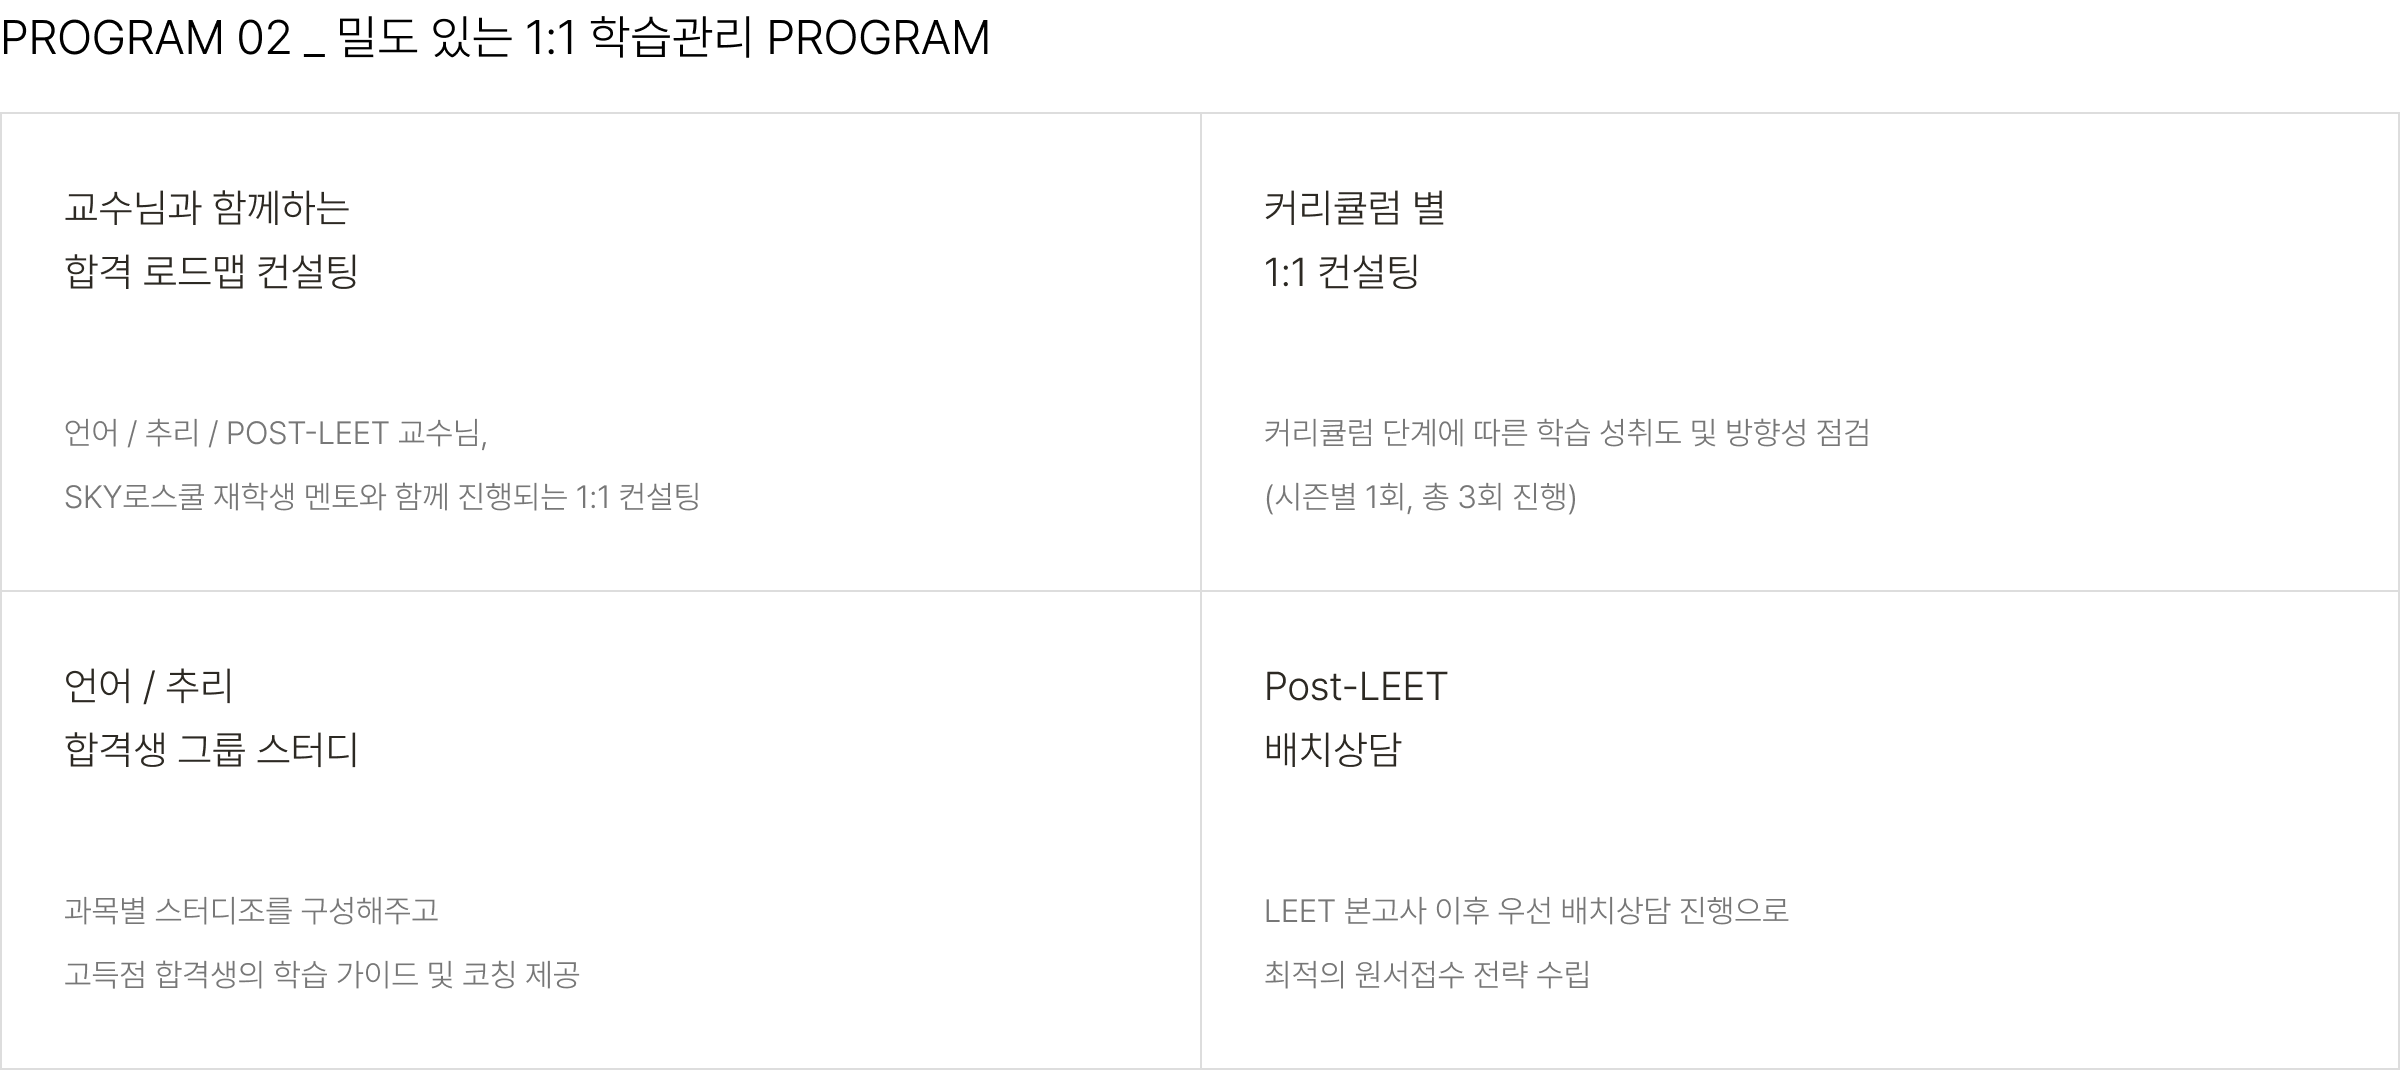 PROGRAM 02 _ 밀도 있는 1:1 학습관리 PROGRAM
교수님과 함께하는
합격 로드맵 컨설팅
언어 / 추리 / POST-LEET 교수님,
SKY로스쿨 재학생 멘토와 함께 진행되는 1:1 컨설팅
커리큘럼 별
1:1 컨설팅
커리큘럼 단계에 따른 학습 성취도 및 방향성 점검
(시즌별 1회, 총 3회 진행)
언어 / 추리
합격생 그룹 스터디
과목별 스터디조를 구성해주고
고득점 합격생의 학습 가이드 및 코칭 제공
Post-LEET
배치상담
LEET 본고사 이후 우선 배치상담 진행으로
최적의 원서접수 전략 수립